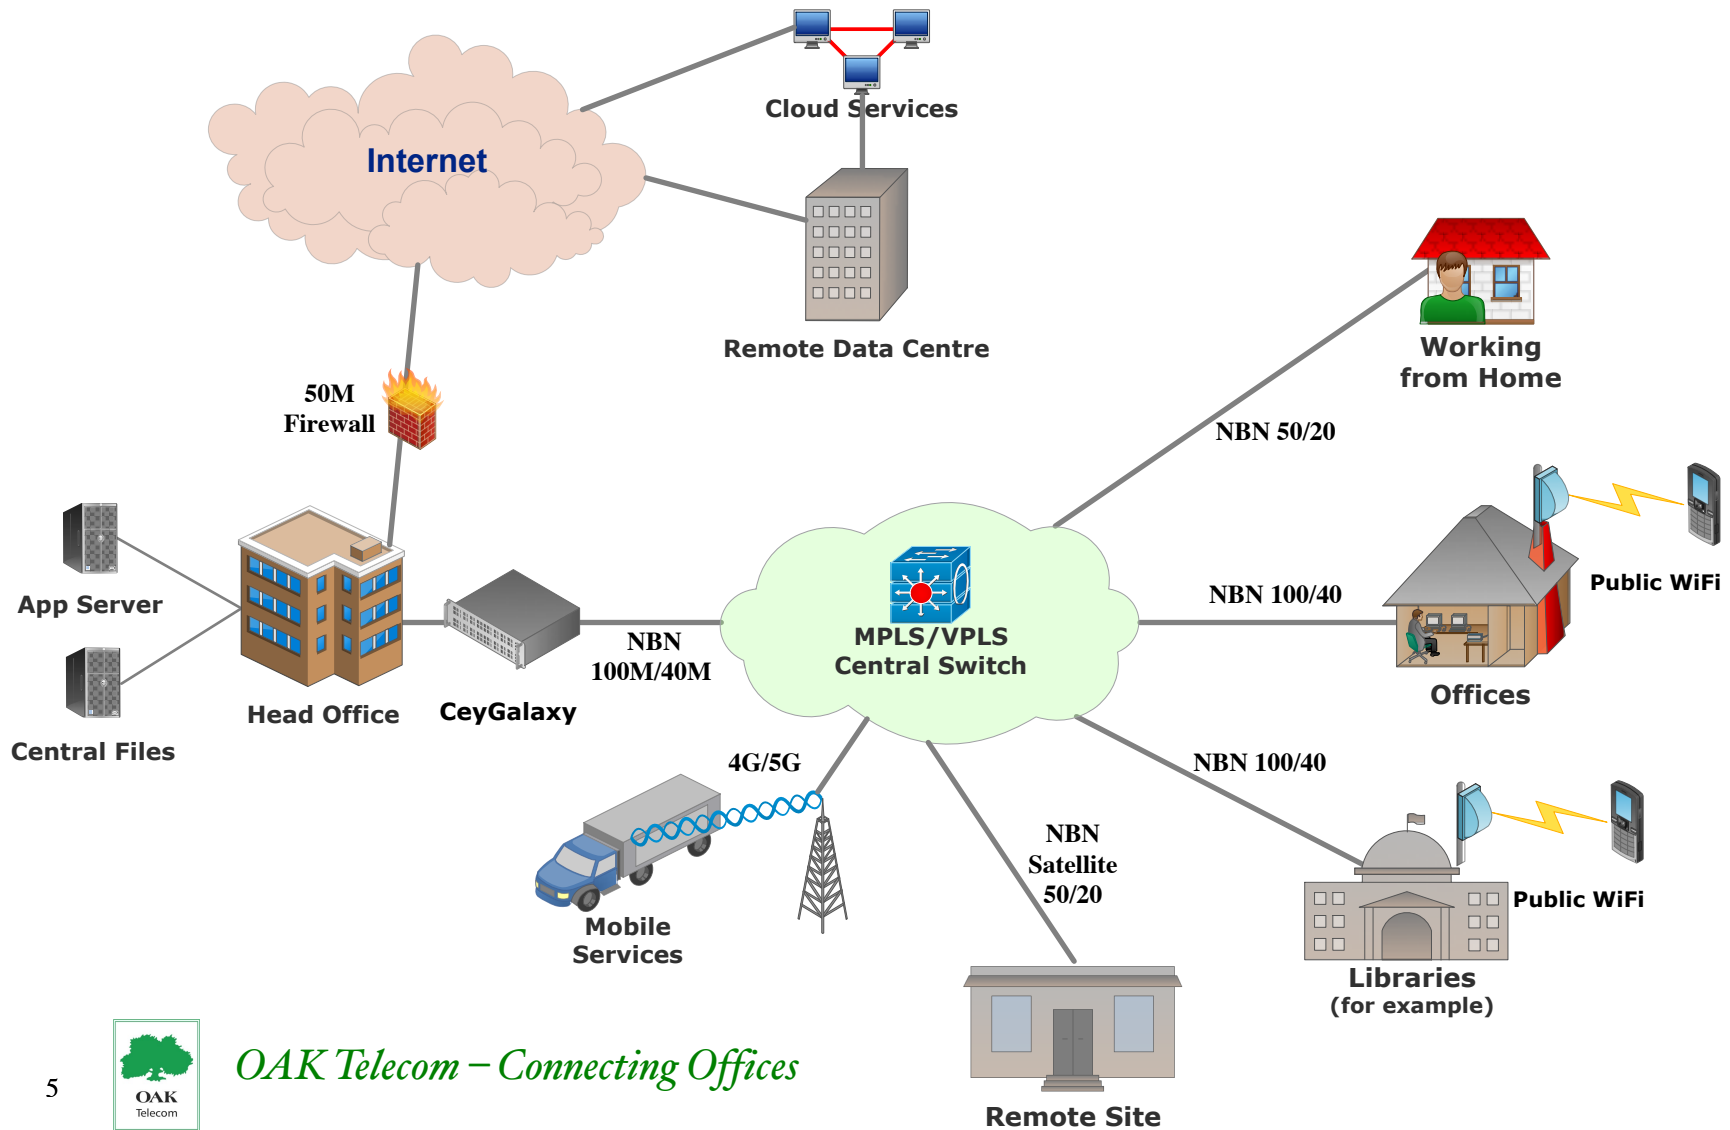 Cloud Services
Internet
Remote Data Centre
Working
from Home
50M
Firewall
NBN 50/20
App Server
Public WiFi
NBN 100/40
MPLS/VPLS
Central Switch
NBN
100M/40M
Offices
Head Office
CeyGalaxy
Central Files
4G/5G
NBN 100/40
NBN
Satellite
50/20
Public WiFi
Mobile
Services
Libraries
(for example)
OAK Telecom – Connecting Offices
5
OAK
Telecom
Remote Site